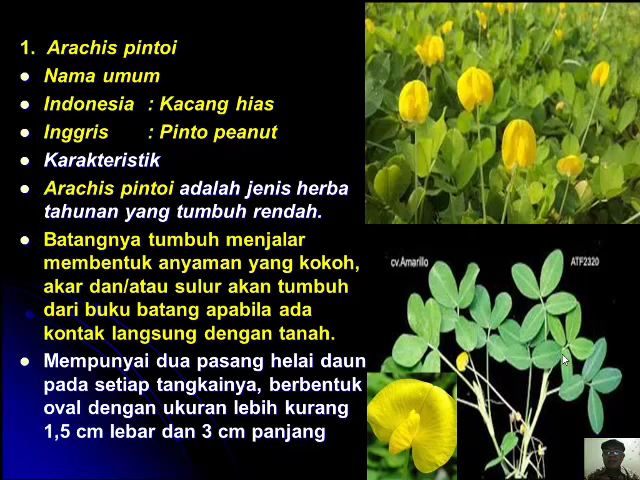 1. Arachis pintoi
Nama umum
Indonesia : Kacang hias
Inggris : Pinto peanut
Karakteristik
Arachis pintoi adalah jenis herba
tahunan yang tumbuh rendah.
Batangnya tumbuh menjalar
membentuk anyaman yang kokoh,
akar dan/atau sulur akan tumbuh
dari buku batang apabila ada
kontak langsung dengan tanah.
Mempunyai dua pasang helai daun
pada setiap tangkainya, berbentuk
oval dengan ukuran lebih kurang
1,5 cm lebar dan 3 cm panjang
cv.Amarillo
ATF2320